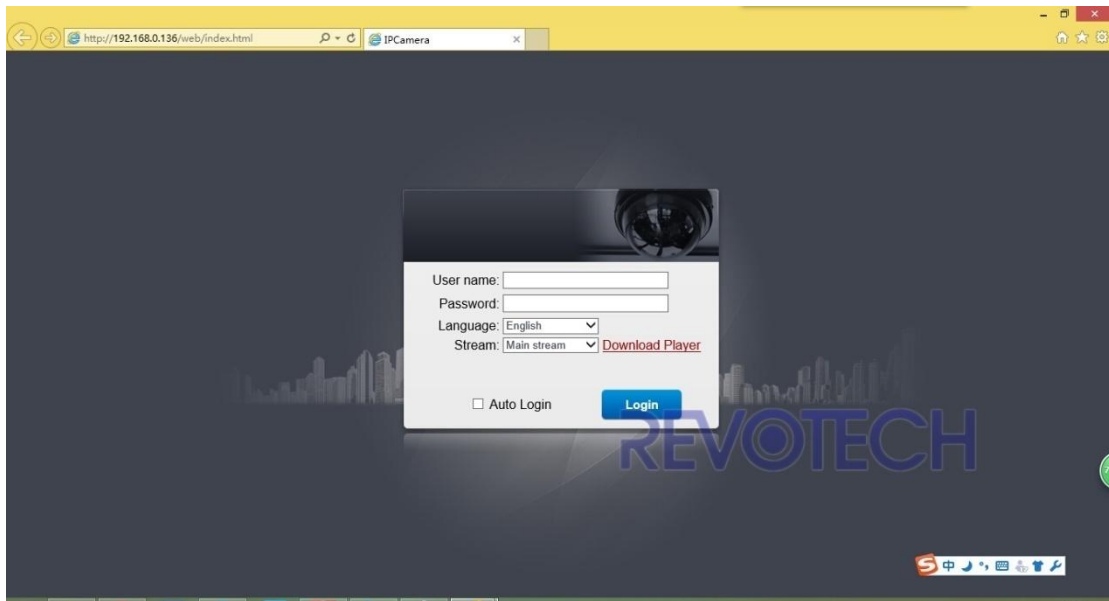 http://192.168.0.136/web/index.html
IPCamera
User name:
Password:
Language: English
Stream: Main stream Download Player
Auto Login Login
REVOTECH
中